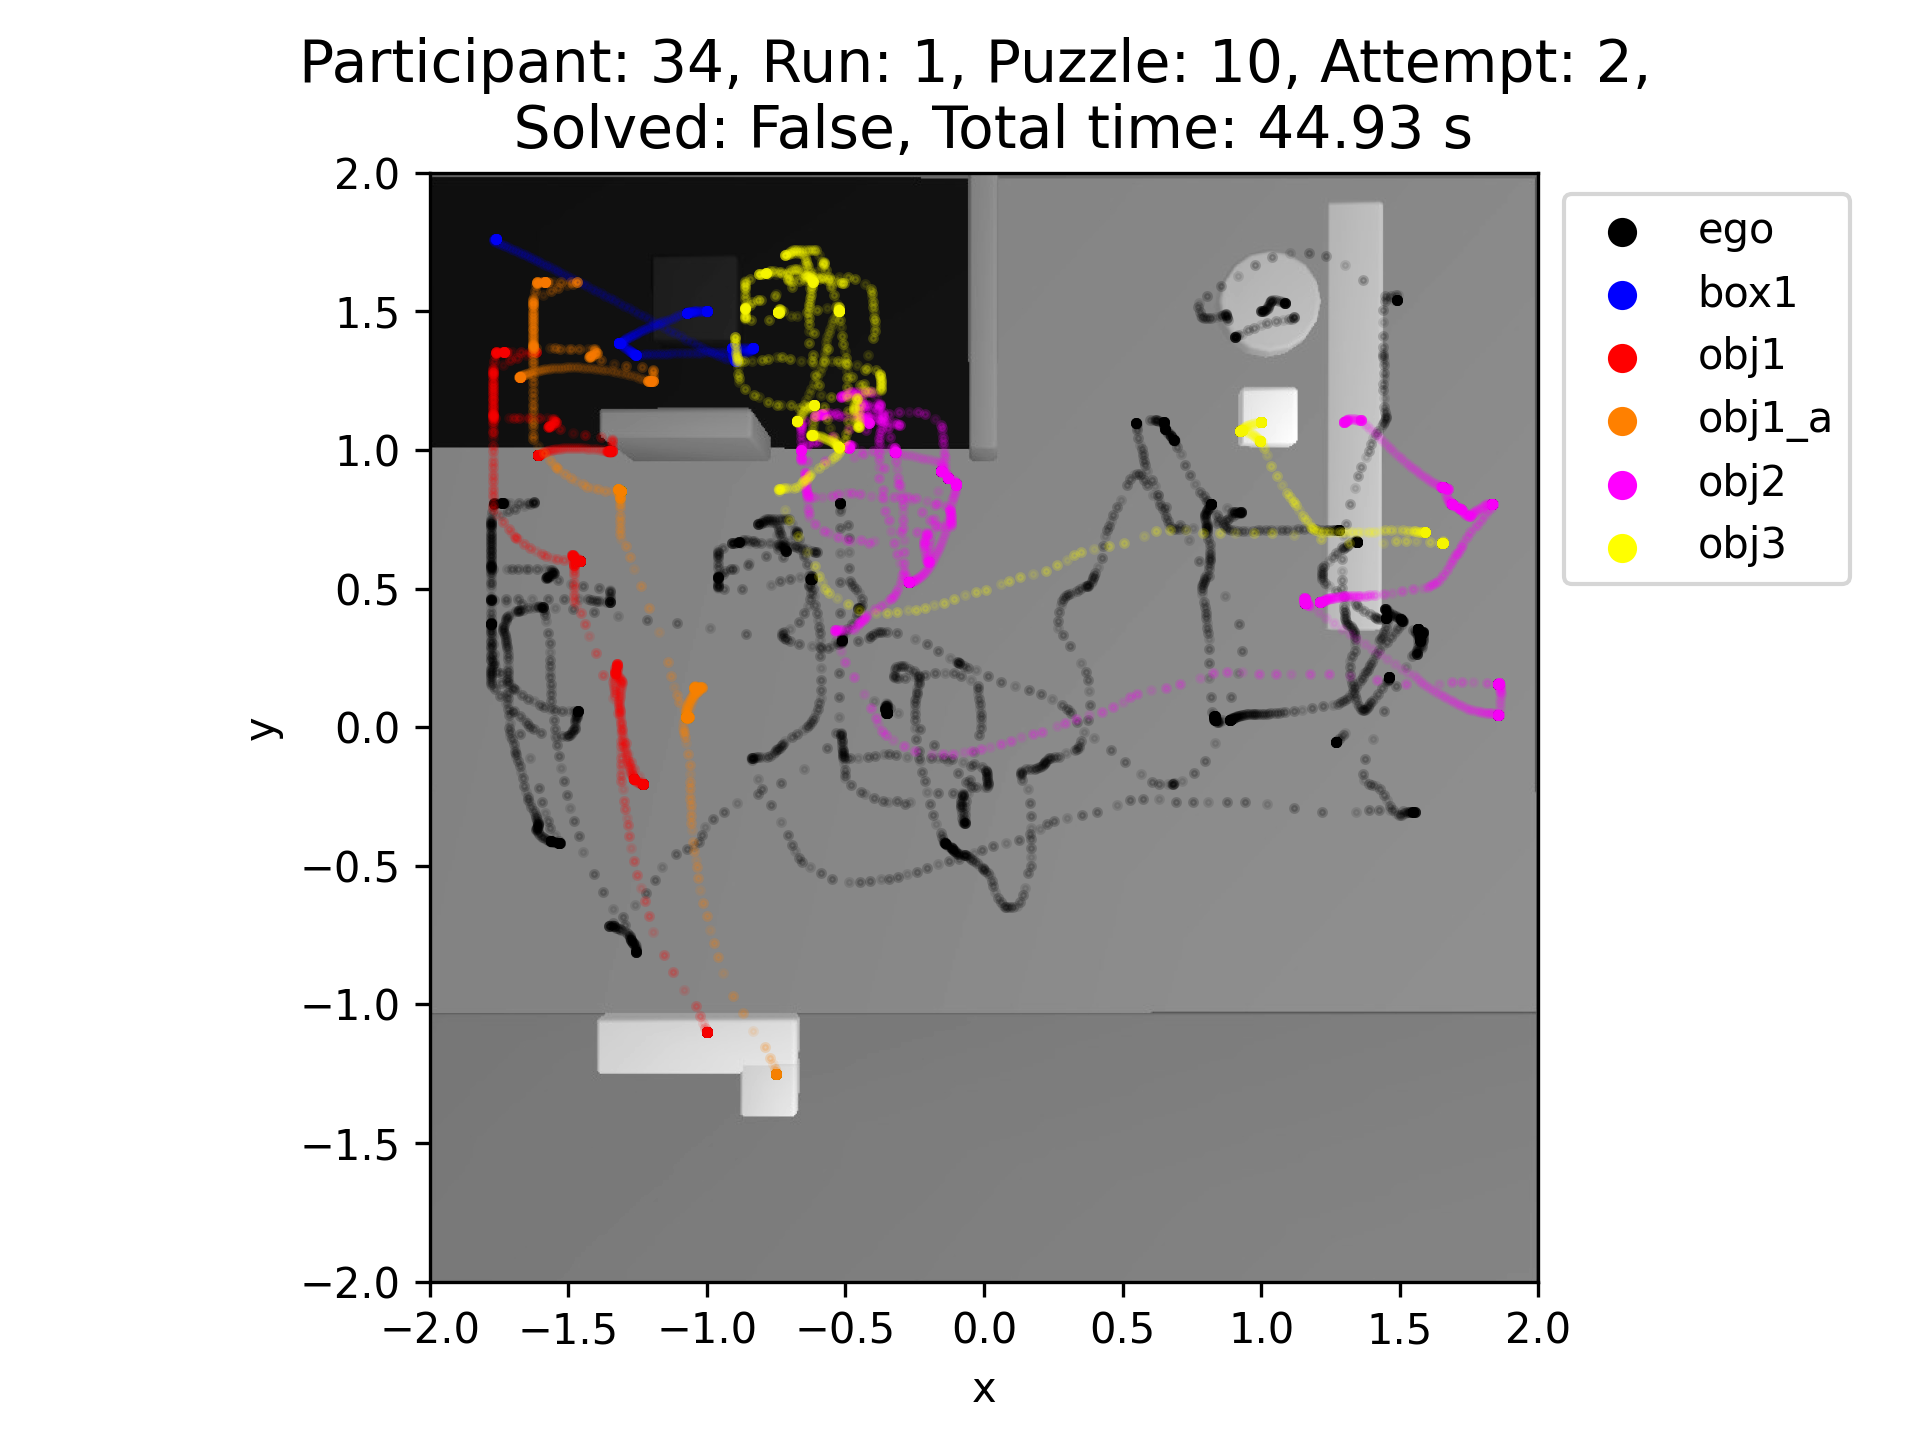 Participant: 34, Run: 1, Puzzle: 10, Attempt: 2,
Solved: False, Total time: 44.93 s
2.0
1.5
1.0
0.5
0.0
−0.5
−1.0
−1.5
−2.0
y
−2.0 −1.5 −1.0 −0.5 0.0 0.5 1.0 1.5 2.0
x
ego
box1
obj1
obj1_a
obj2
obj3